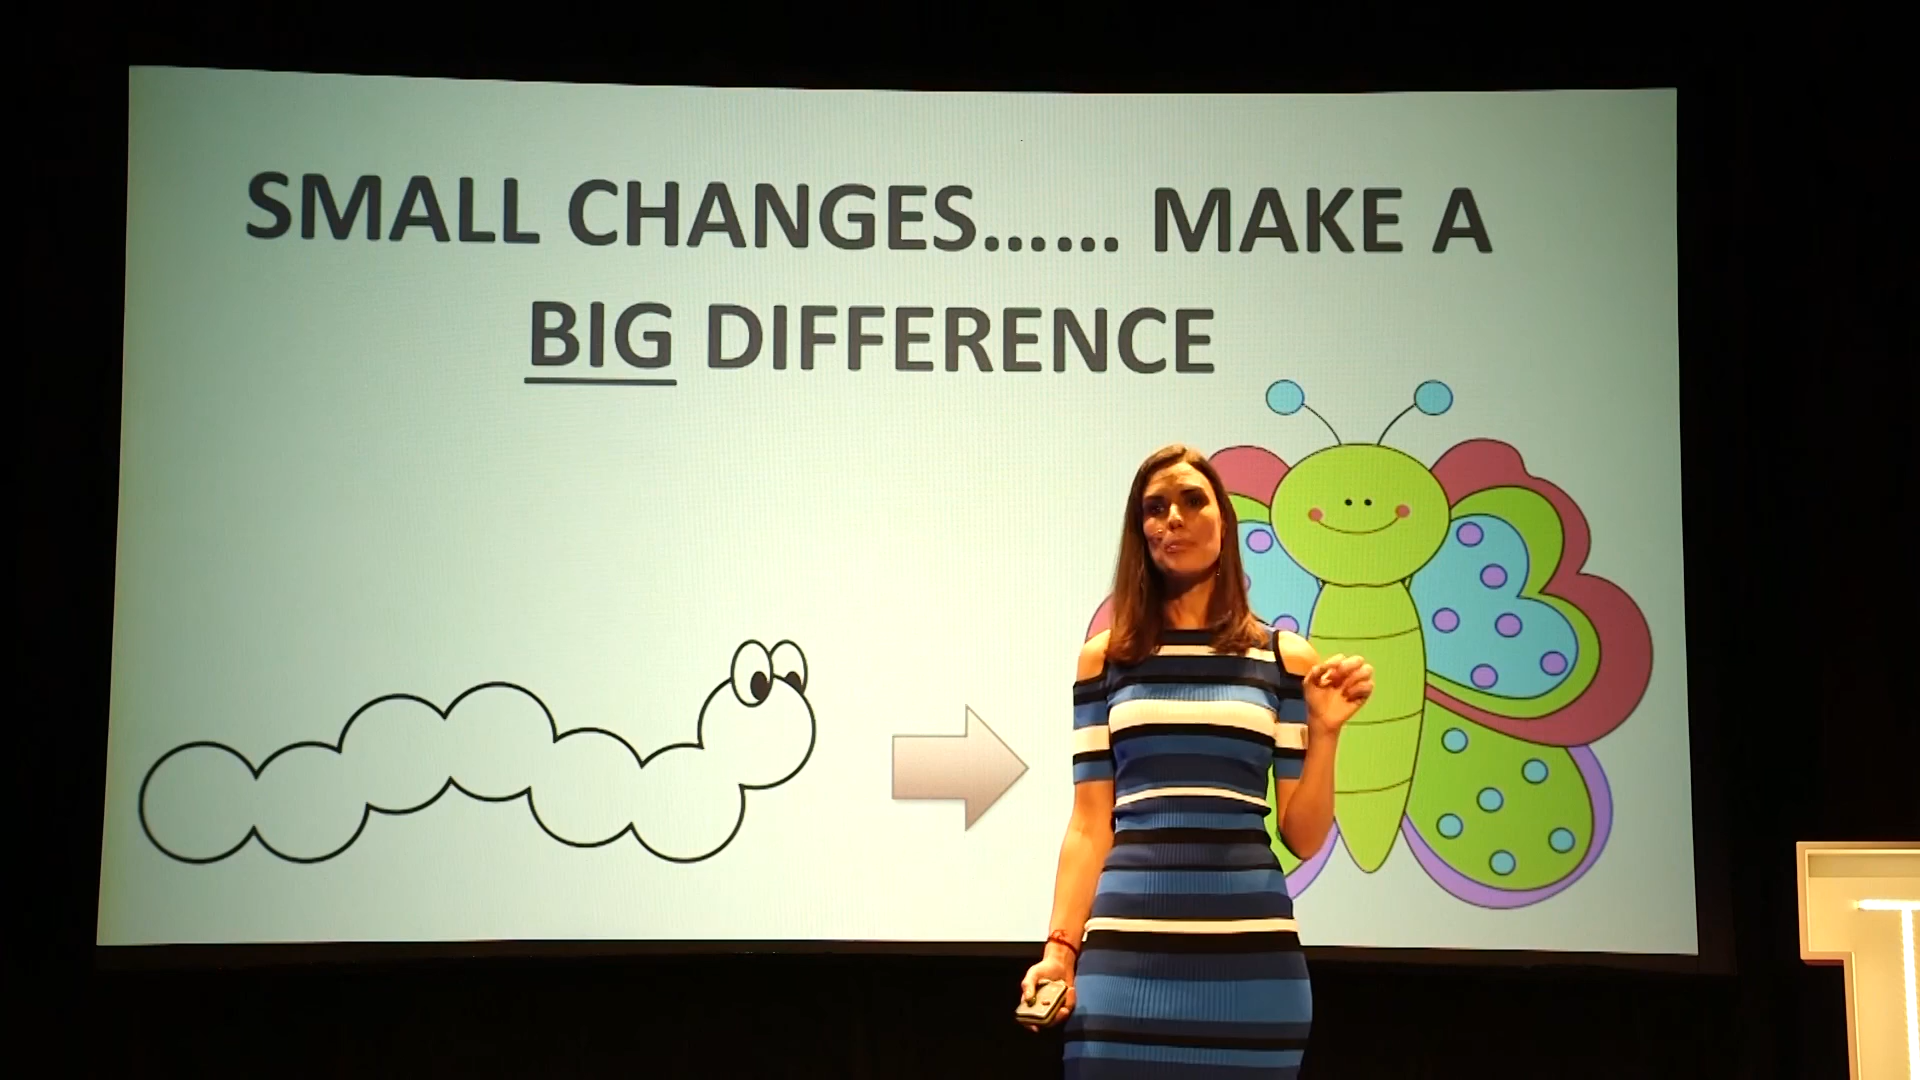 SMALL CHANGES...... MAKE A
BIG DIFFERENCE
T